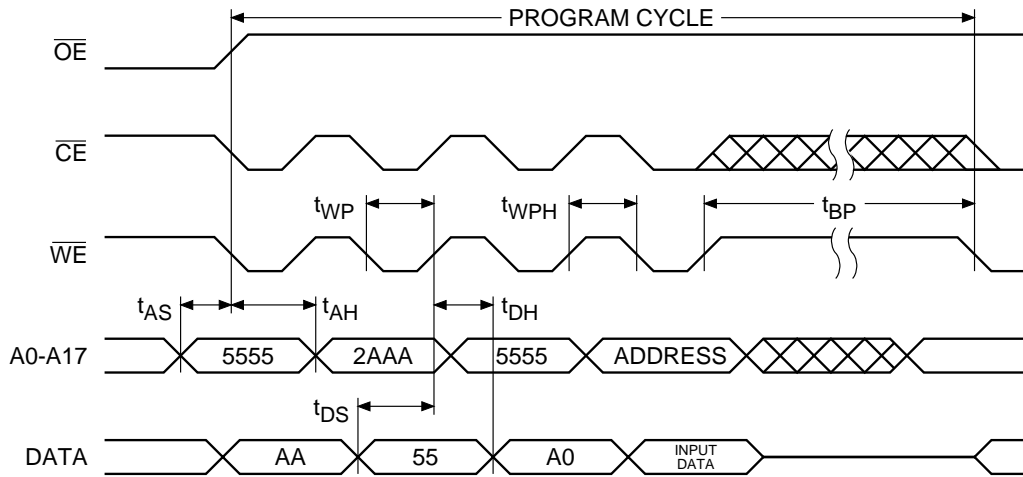 PROGRAM CYCLE
OE
CE
tWP
tWPH
tBP
WE
tAS
tAH
tDH
A0-A17
5555
2AAA
5555
ADDRESS
tDS
DATA
AA
55
A0
INPUT
DATA